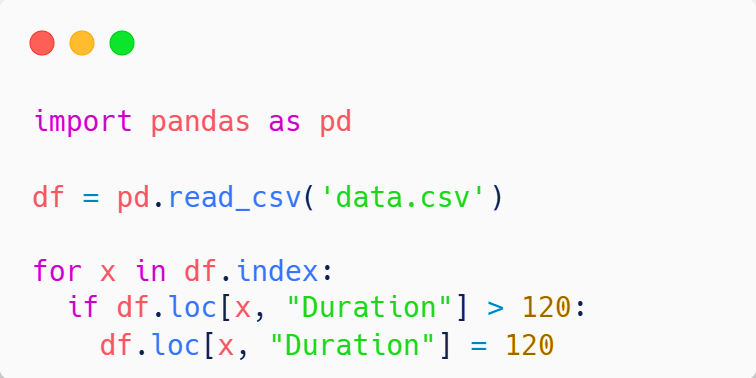 import pandas as pd
df = pd.read_csv('data.csv')
for x in df.index:
  if df.loc[x, "Duration"] > 120:
    df.loc[x, "Duration"] = 120